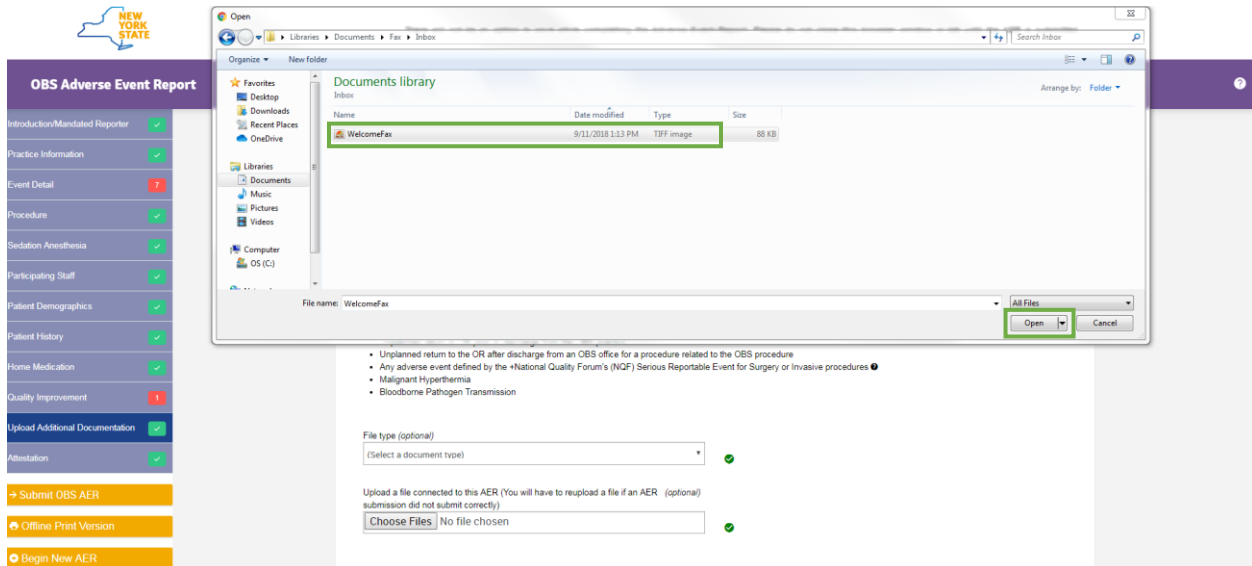 NEW
YORK
STATE
OBS Adverse Event Report
Introduction/Mandated Reporter
Practice Information
Event Detail 7
Procedure
Sedation Anesthesia
Participating Staff
Patient Demographics
Patient History
Home Medication
Quality Improvement 1
Upload Additional Documentation
Attestation
Submit OBS AER
Offline Print Version
Begin New AER
Open
Libraries Documents Fax Inbox
Search Inbox
Organize New folder
Favorites
Desktop
Downloads
Recent Places
OneDrive
Libraries
Documents
Music
Pictures
Videos
Computer
OS (C:)
Documents library
Inbox
Arrange by: Folder
Name Date modified Type Size
WelcomeFax 9/11/2018 1:13 PM TIFF image 88 KB
File name: WelcomeFax All Files
Open Cancel
• Unplanned return to the OR after discharge from an OBS office for a procedure related to the OBS procedure
• Any adverse event defined by the +National Quality Forum's (NQF) Serious Reportable Event for Surgery or Invasive procedures
• Malignant Hyperthermia
• Bloodborne Pathogen Transmission
File type (optional)
(Select a document type)
Upload a file connected to this AER (You will have to reupload a file if an AER (optional)
submission did not submit correctly)
Choose Files No file chosen